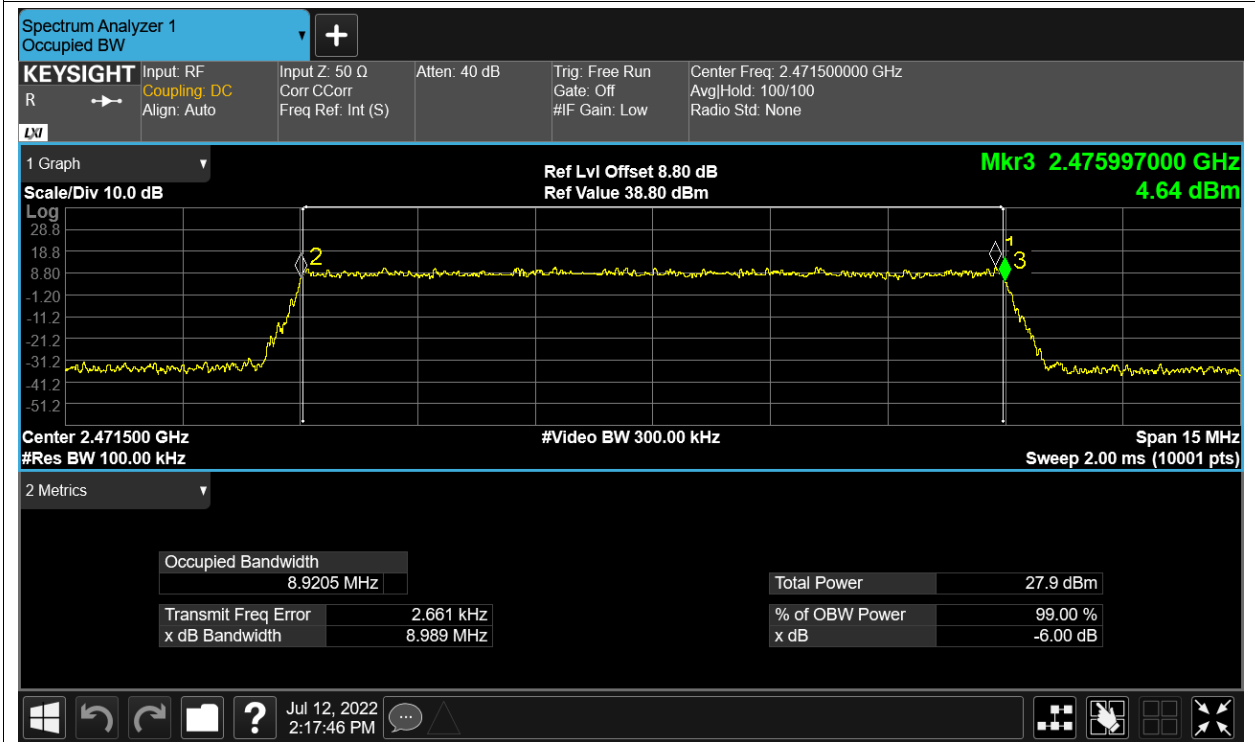 Spectrum Analyzer 1
Occupied BW
KEYSIGHT
R
LXI
Input: RF
Coupling: DC
Align: Auto
Input Z: 50 Ω
Corr CCorr
Freq Ref: Int (S)
Atten: 40 dB
Trig: Free Run
Gate: Off
#IF Gain: Low
Center Freq: 2.471500000 GHz
Avg|Hold: 100/100
Radio Std: None
1 Graph
Scale/Div 10.0 dB
Ref Lvl Offset 8.80 dB
Ref Value 38.80 dBm
Mkr3 2.475997000 GHz
4.64 dBm
Log
28.8
18.8
8.80
-1.20
-11.2
-21.2
-31.2
-41.2
-51.2
2
1
3
Center 2.471500 GHz
#Video BW 300.00 kHz
Span 15 MHz
#Res BW 100.00 kHz
Sweep 2.00 ms (10001 pts)
2 Metrics
Occupied Bandwidth
8.9205 MHz
Total Power 27.9 dBm
Transmit Freq Error 2.661 kHz
% of OBW Power 99.00 %
x dB Bandwidth 8.989 MHz
x dB -6.00 dB
?
Jul 12, 2022
2:17:46 PM